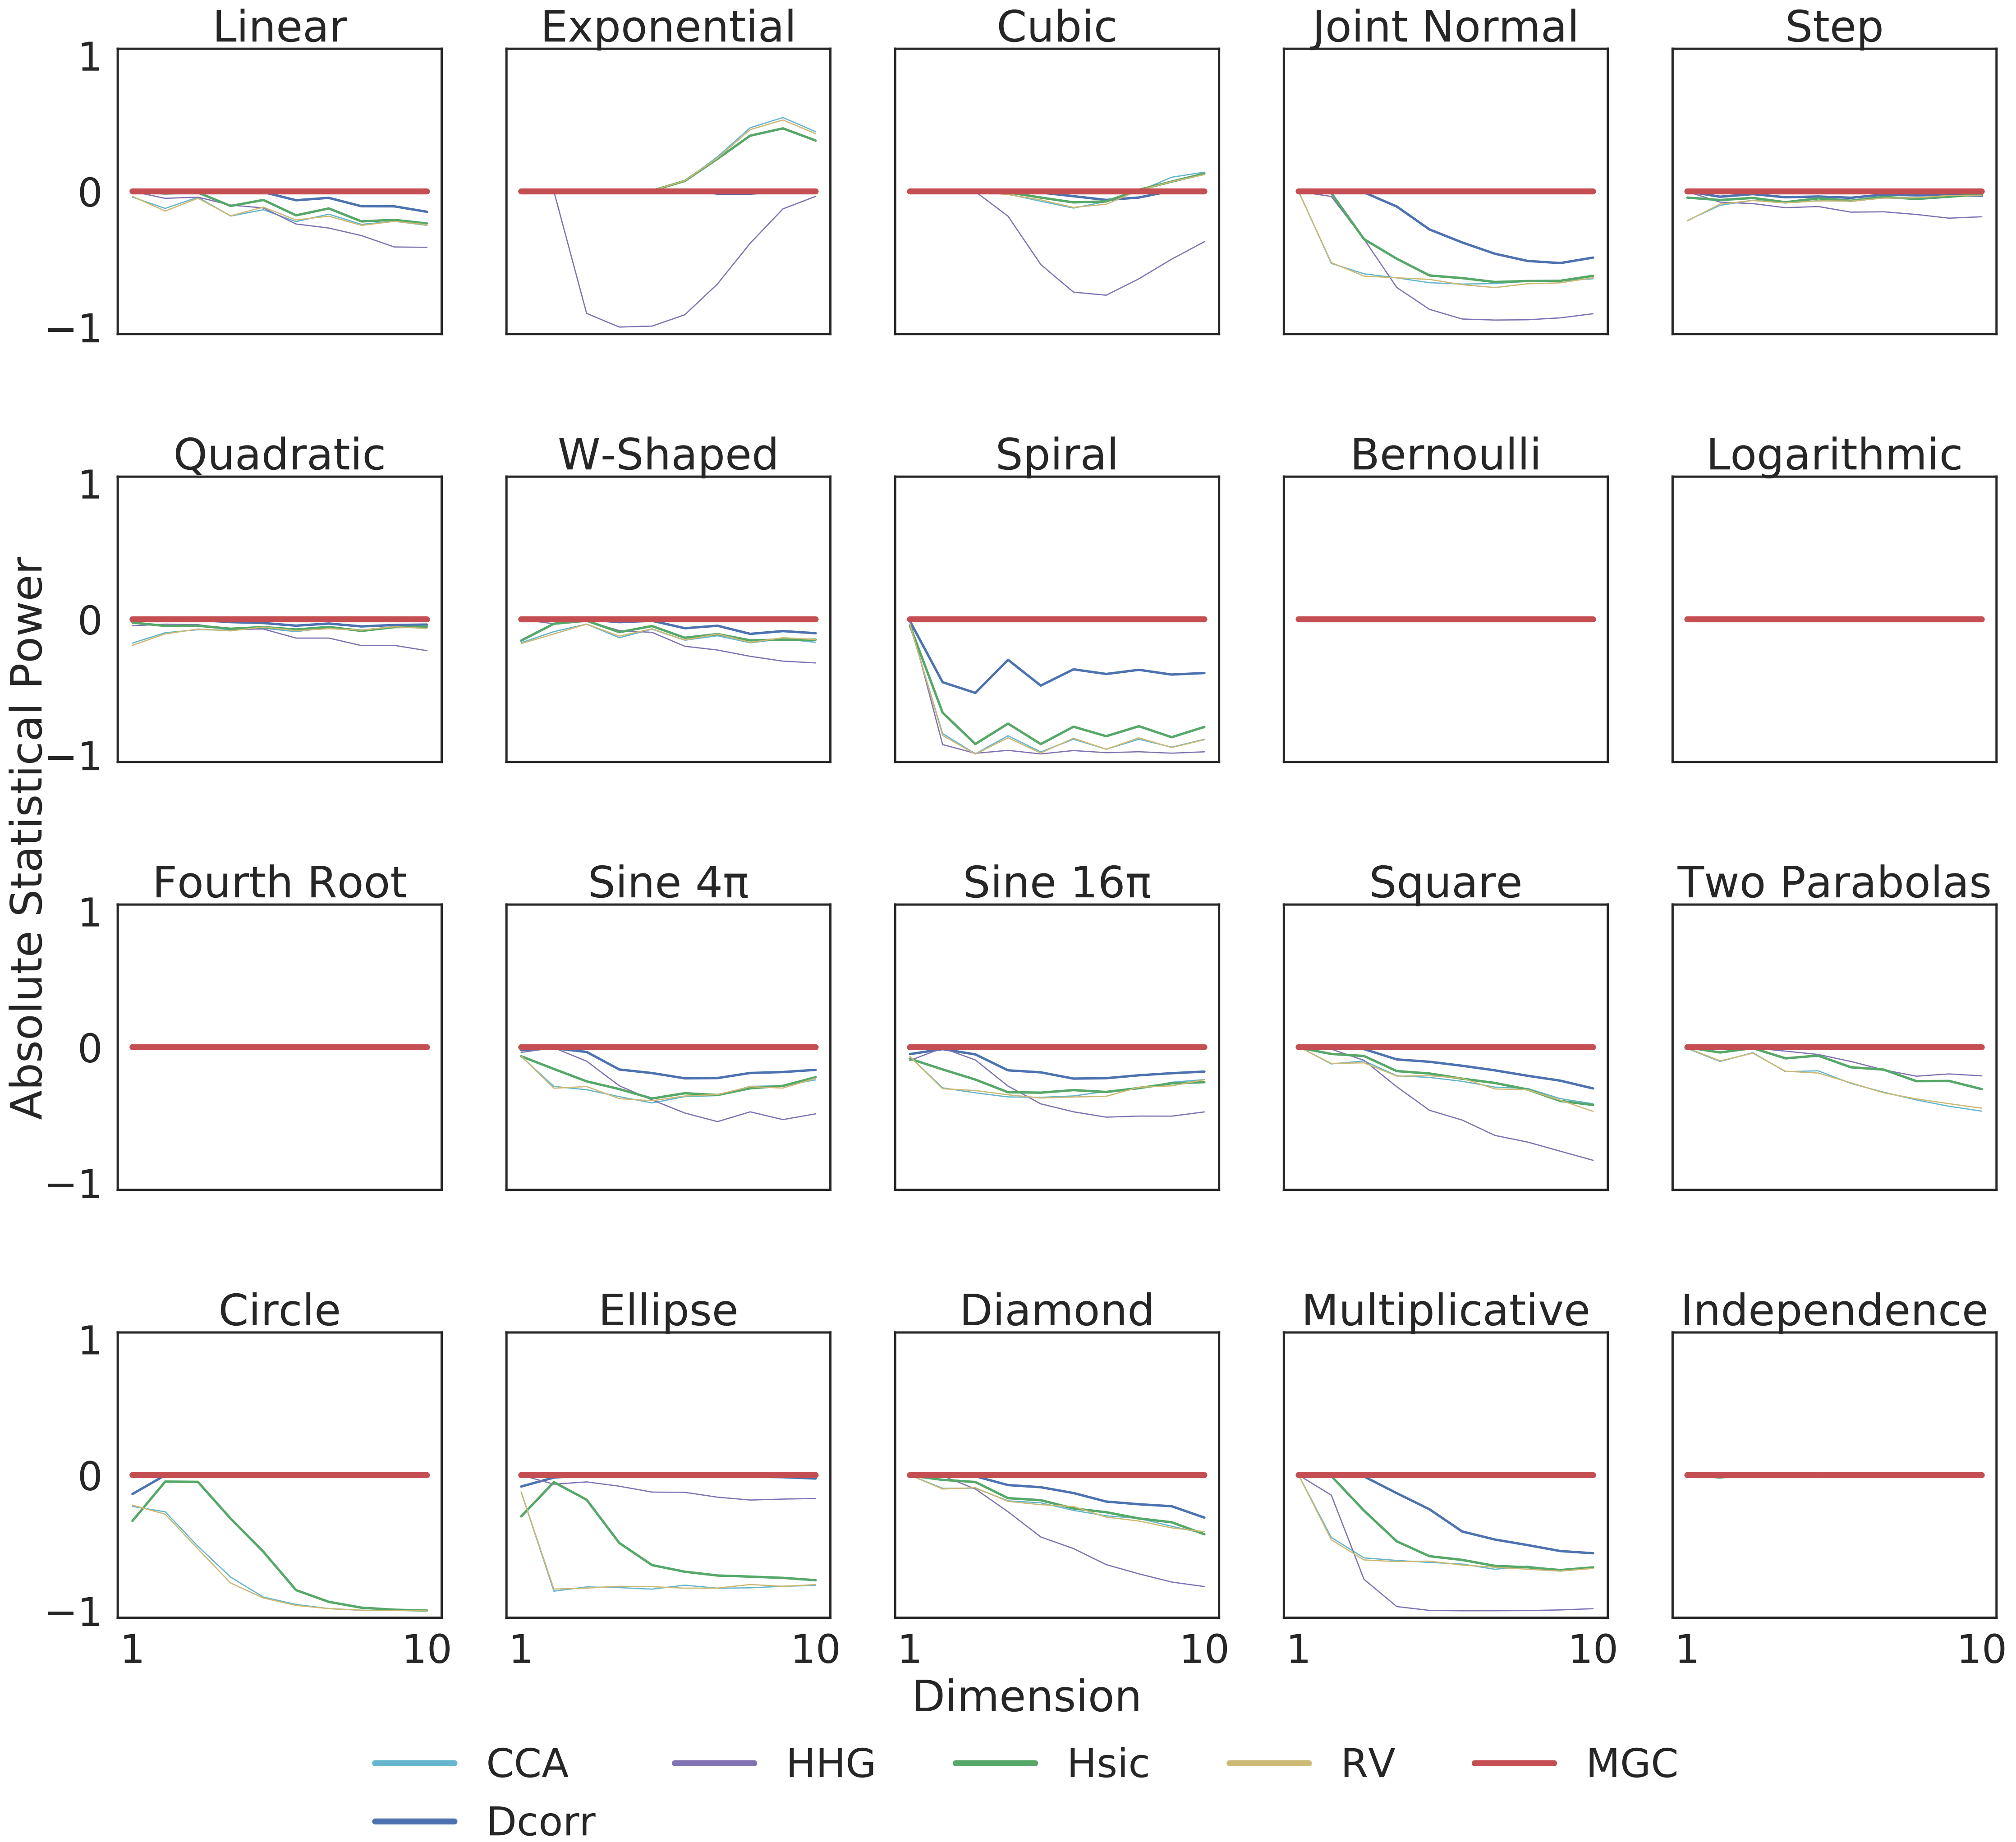 Linear Exponential Cubic Joint Normal Step
1
0
−1
Quadratic W-Shaped Spiral Bernoulli Logarithmic
1
0
−1
Absolute Statistical Power
Fourth Root Sine 4π Sine 16π Square Two Parabolas
1
0
−1
Circle Ellipse Diamond Multiplicative Independence
1
0
−1
1 10 1 10 1 10 1 10 1 10
Dimension
CCA HHG Hsic RV MGC
Dcorr